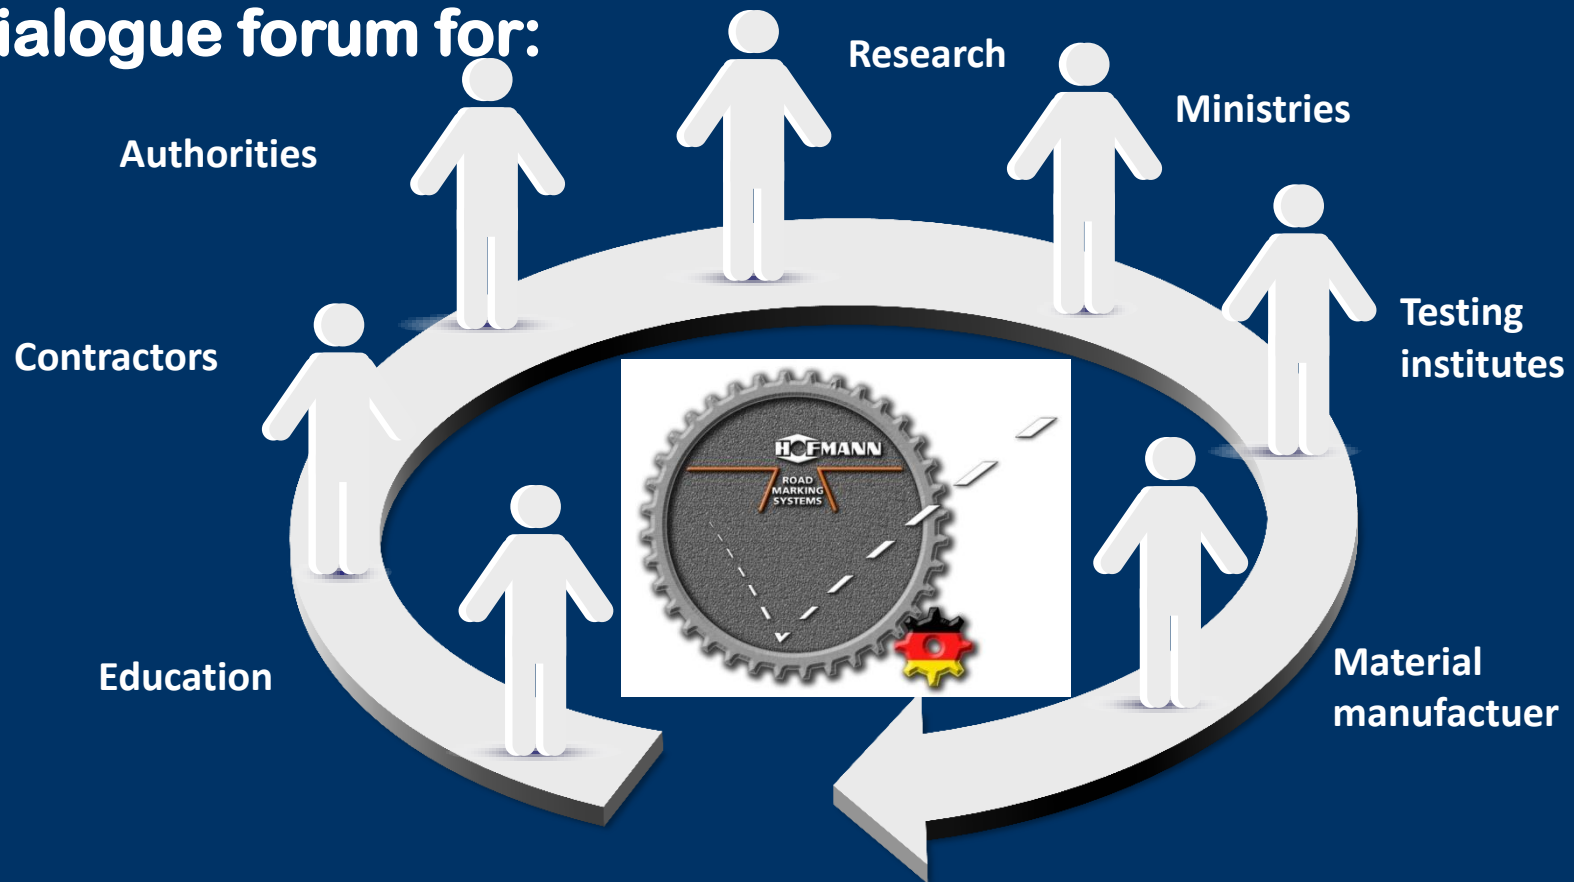 ialogue forum for:
Research
Ministries
Authorities
Testing
institutes
Contractors
HOFMANN
ROAD
MARKING
SYSTEMS
Education
Material
manufactuer